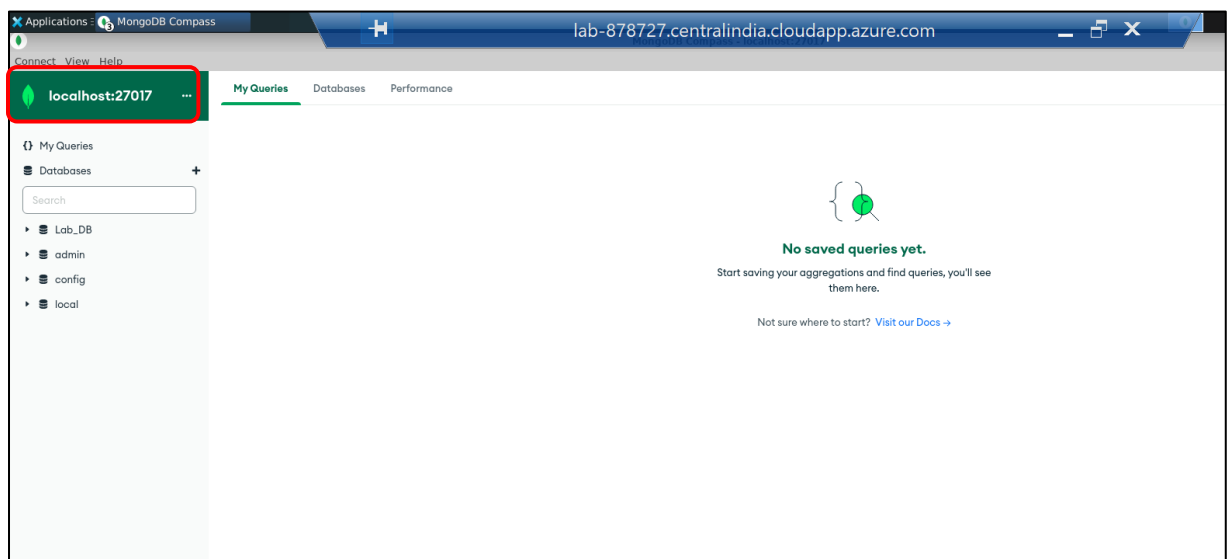 Applications : MongoDB Compass
lab-878727.centralindia.cloudapp.azure.com
Connect View Help
localhost:27017 ...
My Queries Databases Performance
{} My Queries
Databases +
Search
Lab_DB
admin
config
local
No saved queries yet.
Start saving your aggregations and find queries, you'll see
them here.
Not sure where to start? Visit our Docs →